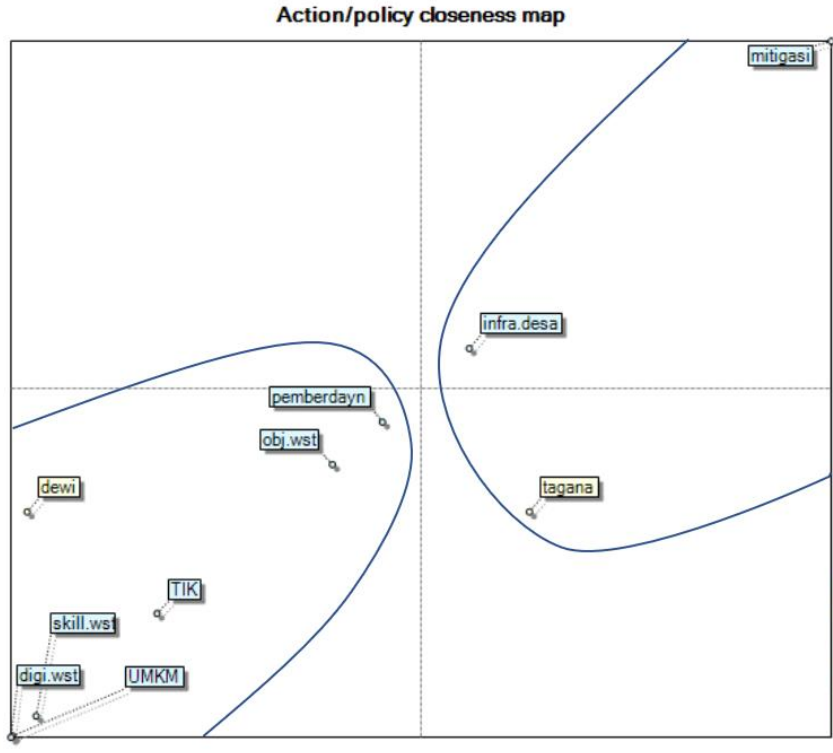 Action/policy closeness map
mitigasi
infra.desa
pemberdayn
obj.wst
dewi
tagana
TIK
skill.wst
digi.wst
UMKM